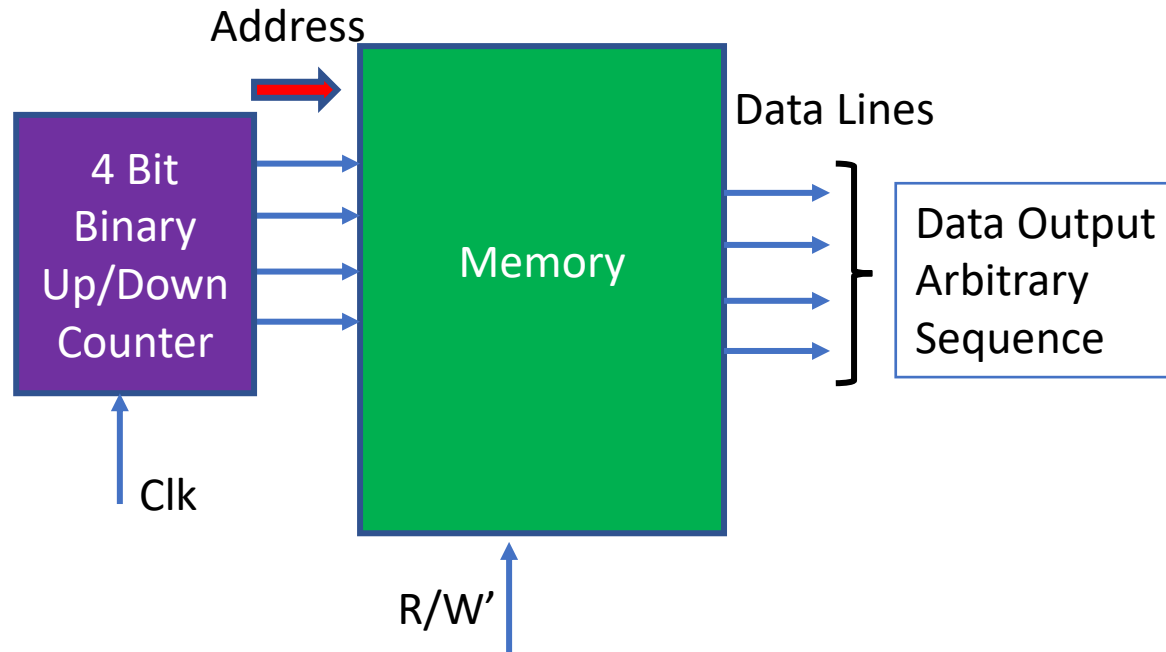 Address
4 Bit
Binary
Up/Down
Counter
Memory
Data Lines
Data Output
Arbitrary
Sequence
Clk
R/W’